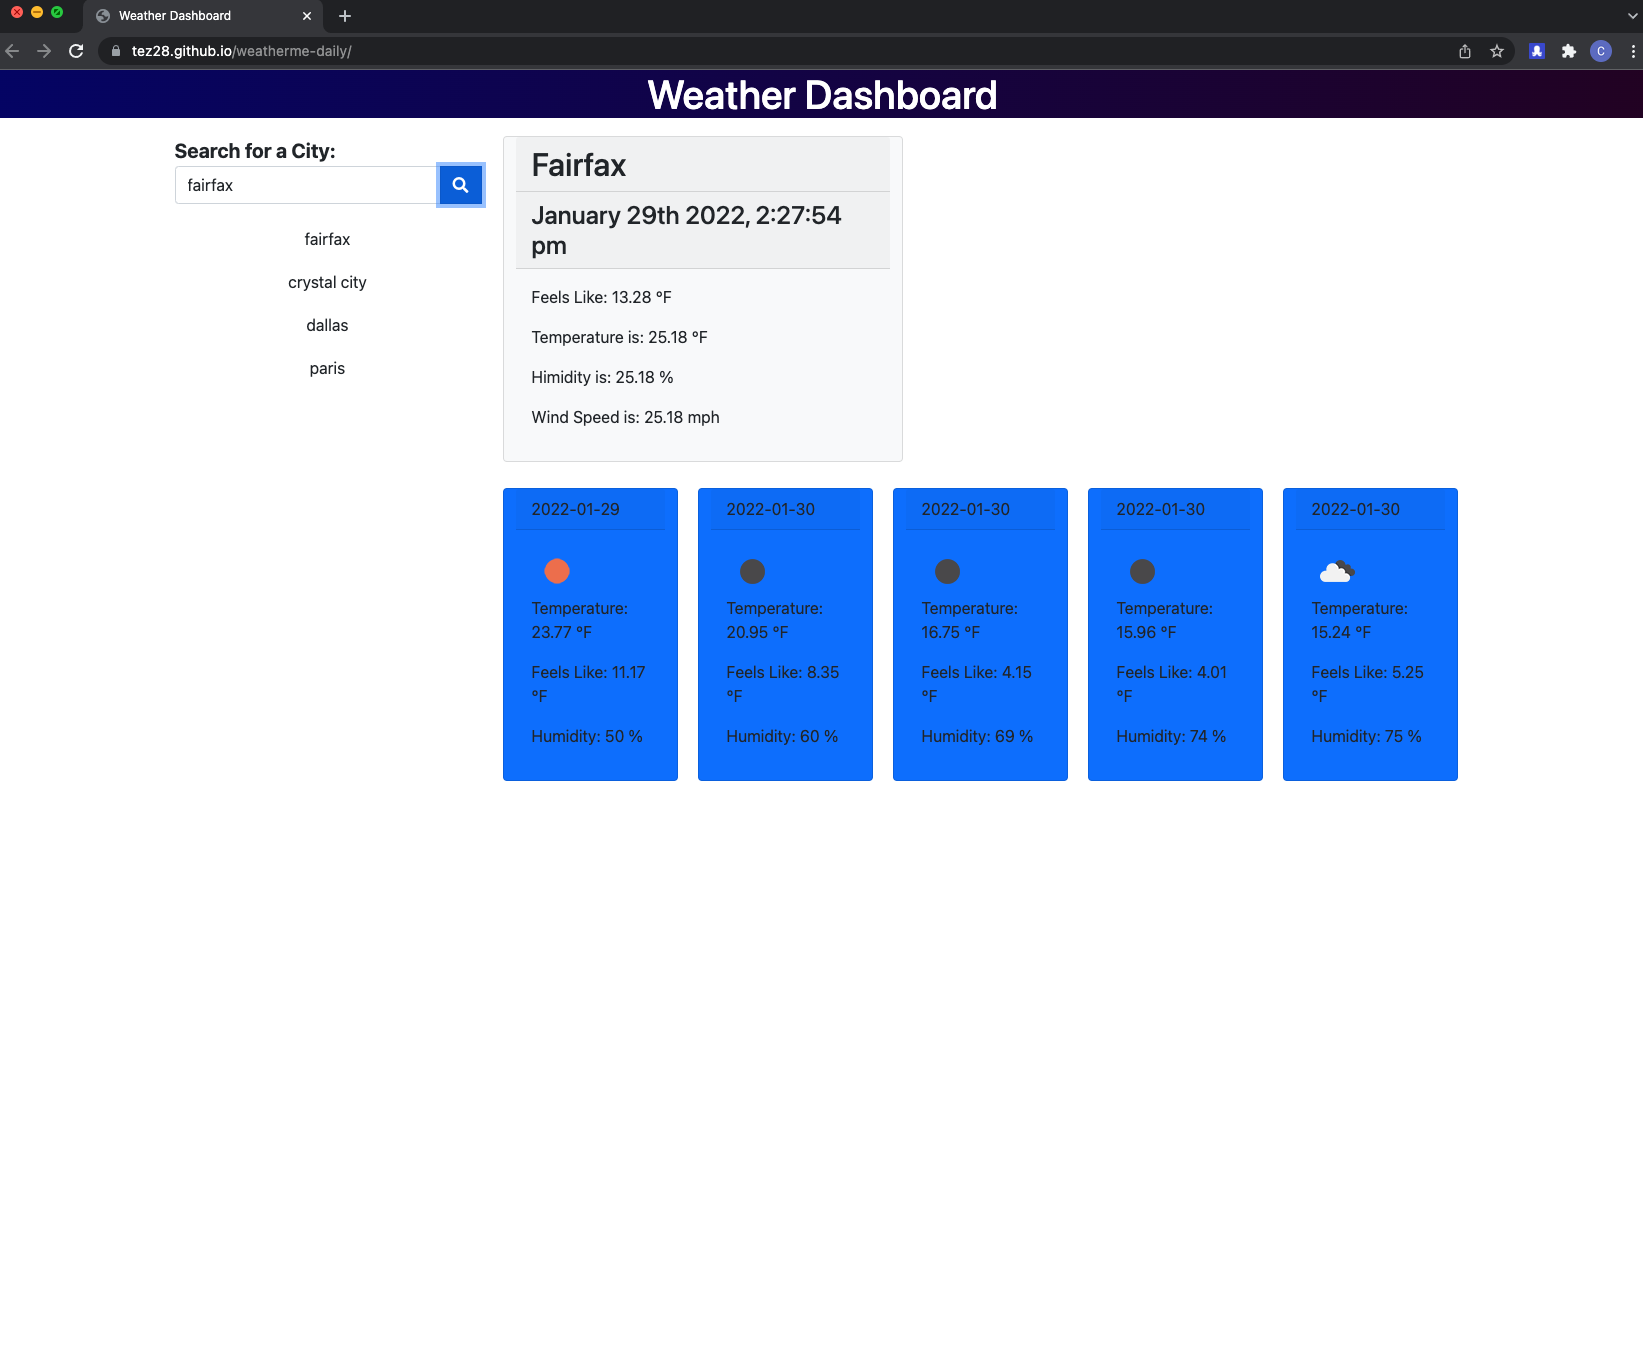 Weather Dashboard
tez28.github.io/weatherme-daily/
C
Weather Dashboard
Search for a City:
fairfax
fairfax
crystal city
dallas
paris
Fairfax
January 29th 2022, 2:27:54
pm
Feels Like: 13.28 °F
Temperature is: 25.18 °F
Himidity is: 25.18 %
Wind Speed is: 25.18 mph
2022-01-29
Temperature:
23.77 °F
Feels Like: 11.17
°F
Humidity: 50 %
2022-01-30
Temperature:
20.95 °F
Feels Like: 8.35
°F
Humidity: 60 %
2022-01-30
Temperature:
16.75 °F
Feels Like: 4.15
°F
Humidity: 69 %
2022-01-30
Temperature:
15.96 °F
Feels Like: 4.01
°F
Humidity: 74 %
2022-01-30
Temperature:
15.24 °F
Feels Like: 5.25
°F
Humidity: 75 %